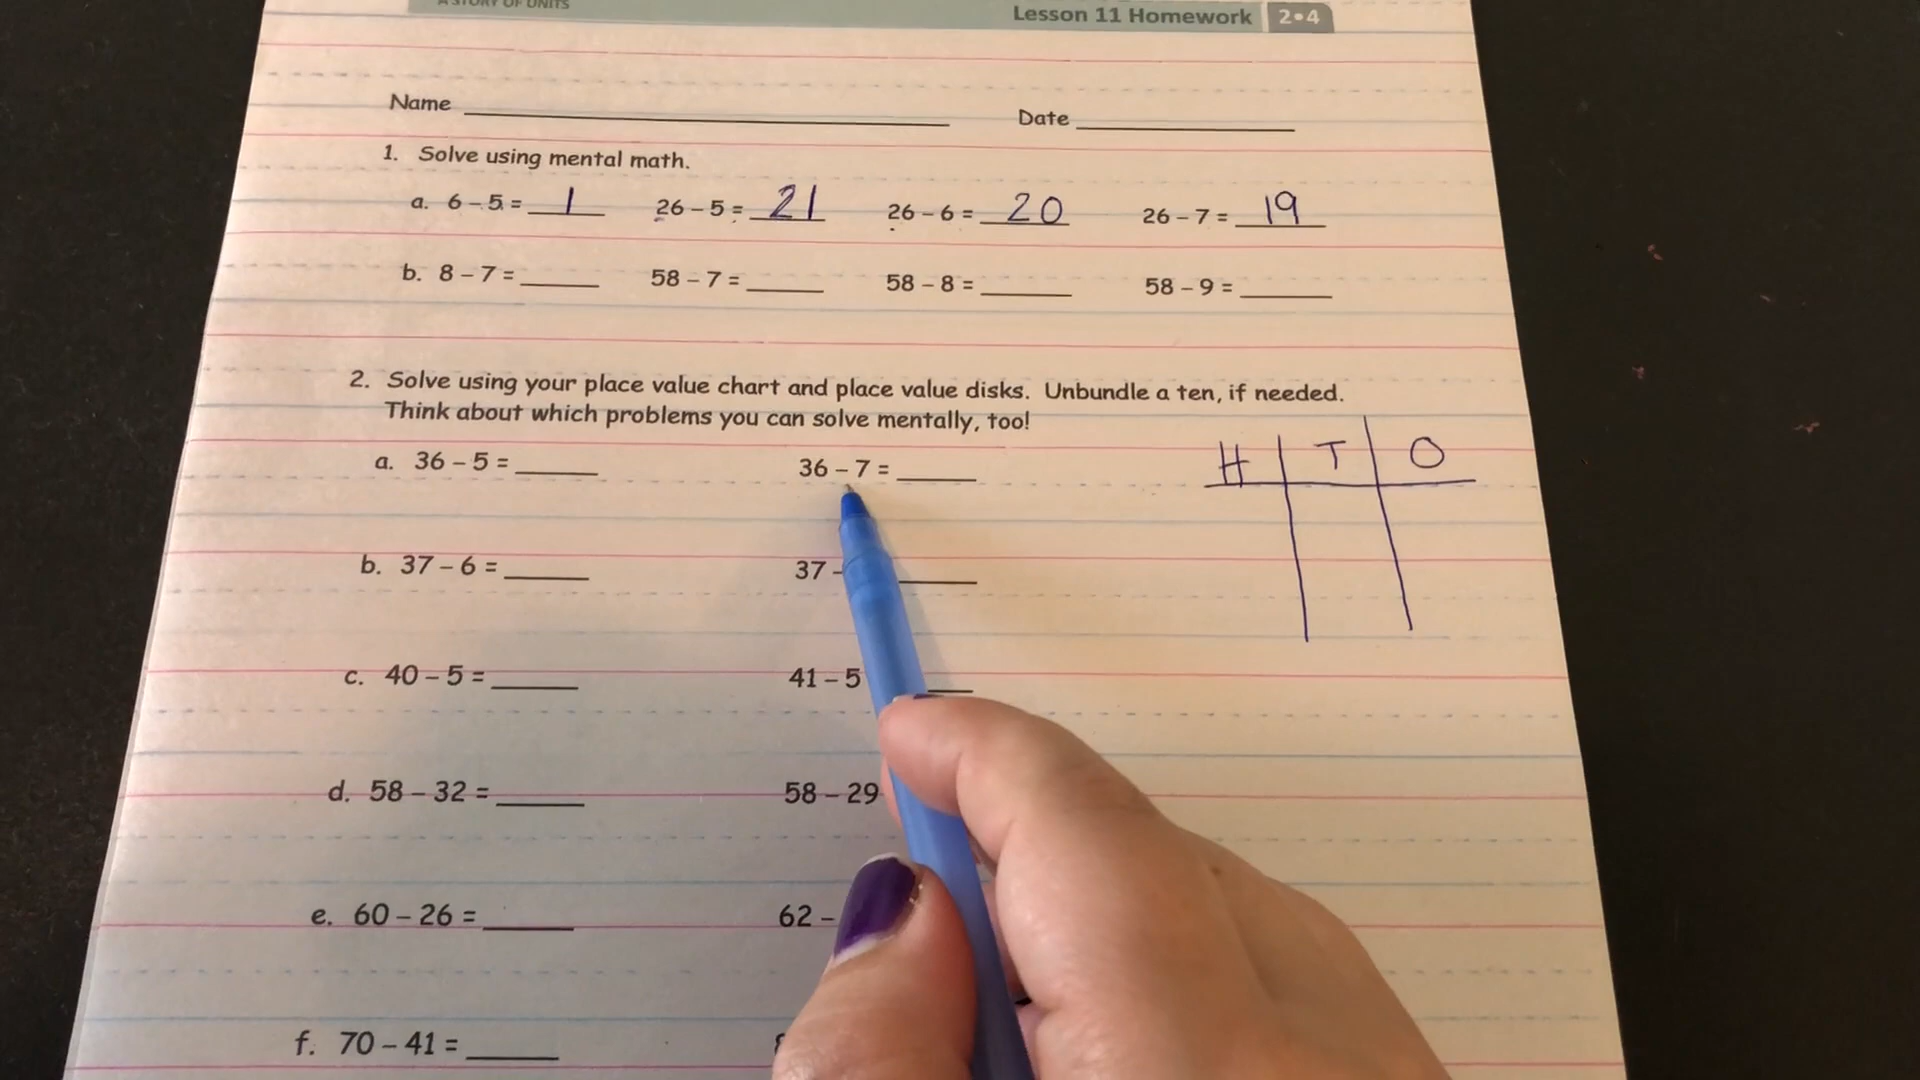 A STORY OF UNITS
Lesson 11 Homework 2•4
Name Date
1. Solve using mental math.
a. 6 – 5 = 1 26 – 5 = 21 26 – 6 = 20 26 – 7 = 19
b. 8 – 7 = 58 – 7 = 58 – 8 = 58 – 9 =
2. Solve using your place value chart and place value disks. Unbundle a ten, if needed.
Think about which problems you can solve mentally, too!
H T O
a. 36 – 5 = 36 – 7 =
b. 37 – 6 = 37 –
c. 40 – 5 = 41 – 5
d. 58 – 32 = 58 – 29
e. 60 – 26 = 62 –
f. 70 – 41 =